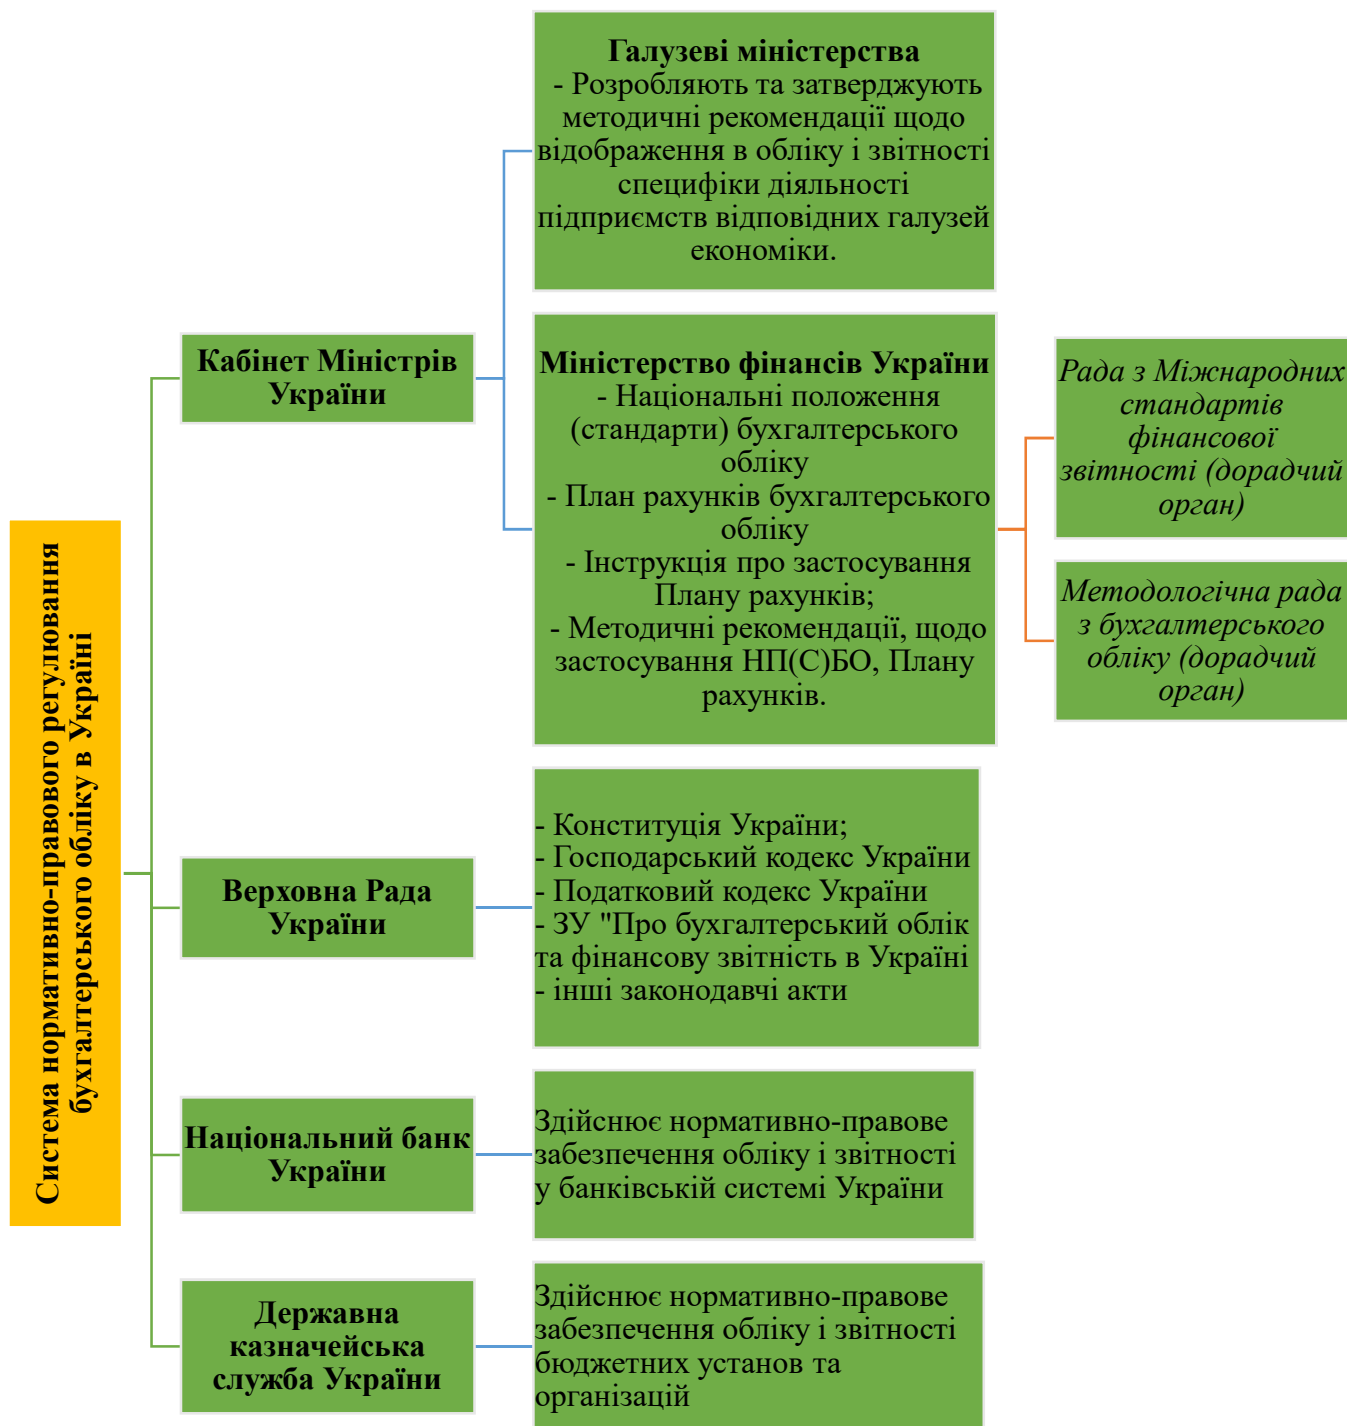 Система нормативно-правового регулювання
бухгалтерського обліку в Україні
Кабінет Міністрів
України
Галузеві міністерства
- Розробляють та затверджують
методичні рекомендації щодо
відображення в обліку і звітності
специфіки діяльності
підприємств відповідних галузей
економіки.
Міністерство фінансів України
- Національні положення
(стандарти) бухгалтерського
обліку
- План рахунків бухгалтерського
обліку
- Інструкція про застосування
Плану рахунків;
- Методичні рекомендації, щодо
застосування НП(С)БО, Плану
рахунків.
Рада з Міжнародних
стандартів
фінансової
звітності (дорадчий
орган)
Методологічна рада
з бухгалтерського
обліку (дорадчий
орган)
Верховна Рада
України
- Конституція України;
- Господарський кодекс України
- Податковий кодекс України
- ЗУ "Про бухгалтерський облік
та фінансову звітність в Україні
- інші законодавчі акти
Національний банк
України
Здійснює нормативно-правове
забезпечення обліку і звітності
у банківській системі України
Державна
казначейська
служба України
Здійснює нормативно-правове
забезпечення обліку і звітності
бюджетних установ та
організацій